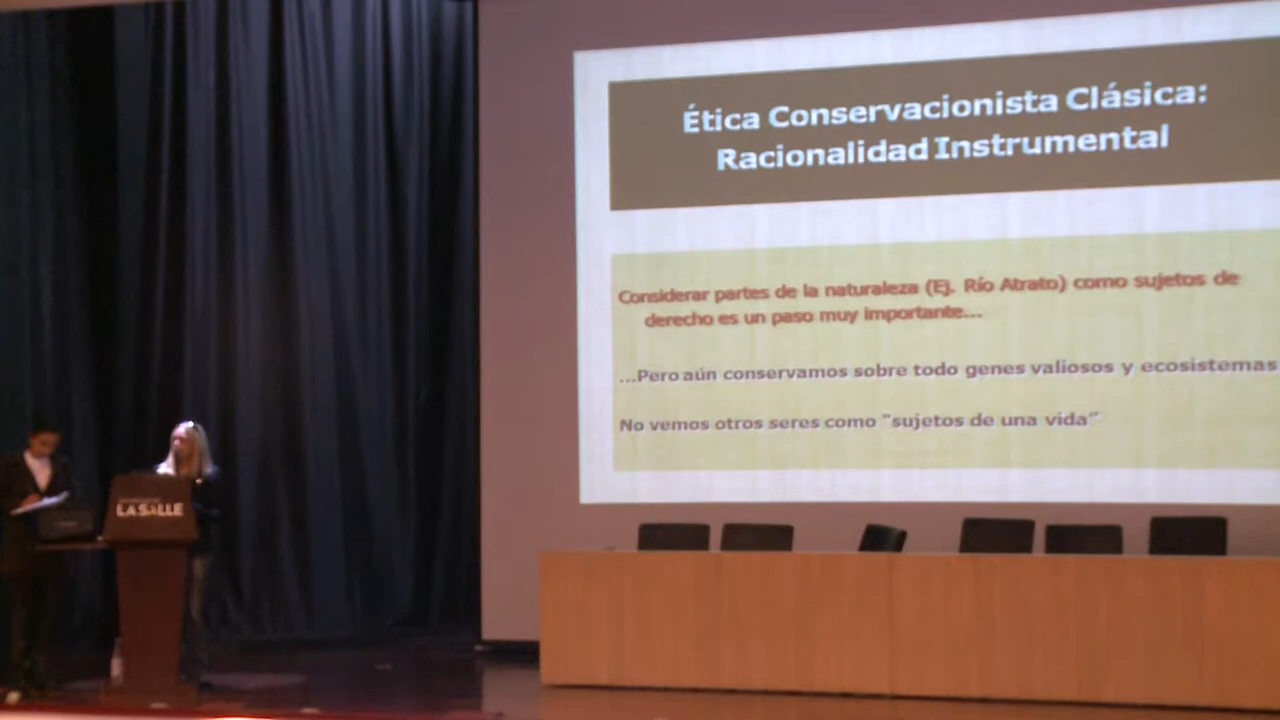 Ética Conservacionista Clásica:
Racionalidad Instrumental
Considerar partes de la naturaleza (Ej. Río Atrato) como sujetos de
derecho es un paso muy importante...
...Pero aún conservamos sobre todo genes valiosos y ecosistemas
No vemos otros seres como "sujetos de una vida"
LA SALLE